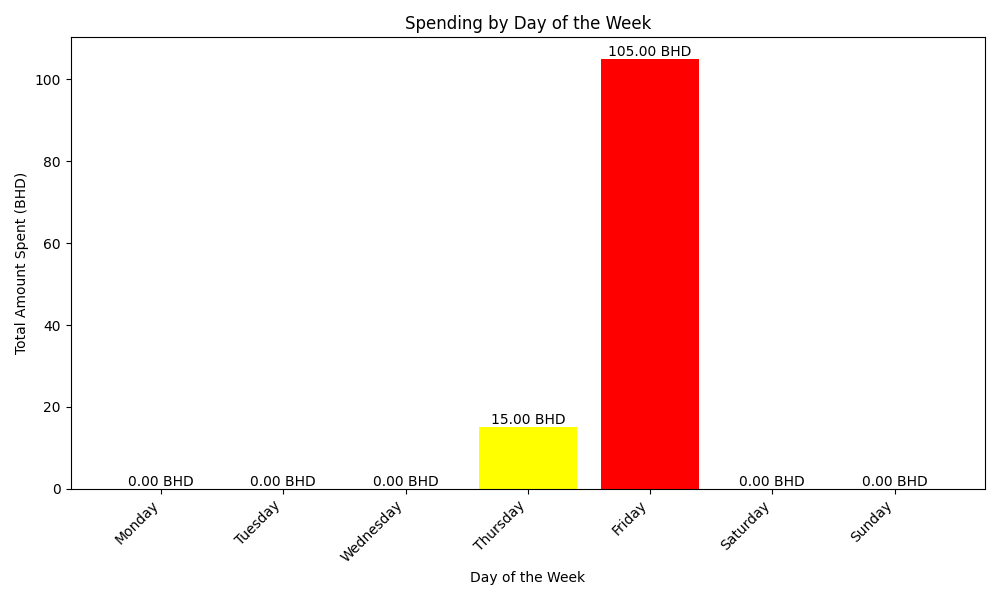 Spending by Day of the Week
Total Amount Spent (BHD)
100
80
60
40
20
0
0.00 BHD
0.00 BHD
0.00 BHD
15.00 BHD
105.00 BHD
0.00 BHD
0.00 BHD
Monday
Tuesday
Wednesday
Thursday
Friday
Saturday
Sunday
Day of the Week